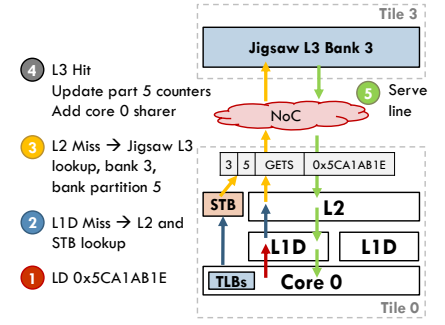 Tile 3
Jigsaw L3 Bank 3
4 L3 Hit
Update part 5 counters
Add core 0 sharer
5 Serve
line
NoC
3 L2 Miss → Jigsaw L3
lookup, bank 3,
bank partition 5
3 5 GETS 0x5CA1AB1E
STB
L2
2 L1D Miss → L2 and
STB lookup
L1D L1D
1 LD 0x5CA1AB1E
TLBs Core 0
Tile 0